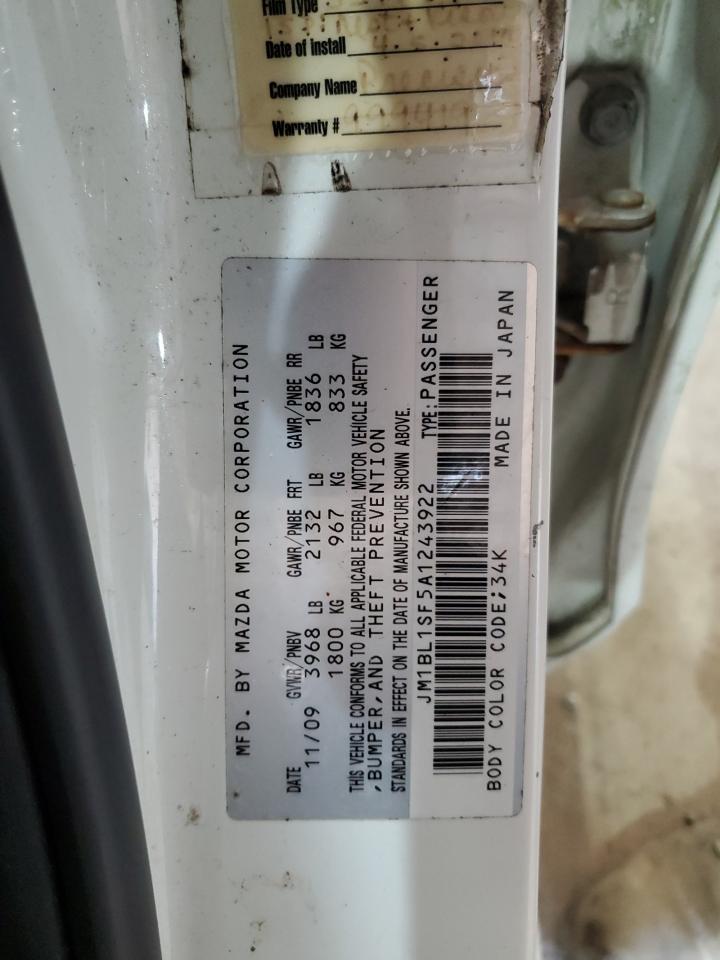 Film Type
Date of install
Company Name
Warranty #
MFD. BY MAZDA MOTOR CORPORATION
DATE GVWR/PNBV GAWR/PNBE FRT GAWR/PNBE RR
11/09 3968 LB 2132 LB 1836 LB
1800 KG 967 KG 833 KG
THIS VEHICLE CONFORMS TO ALL APPLICABLE FEDERAL MOTOR VEHICLE SAFETY
,BUMPER,AND THEFT PREVENTION
STANDARDS IN EFFECT ON THE DATE OF MANUFACTURE SHOWN ABOVE.
JM1BL1SF5A1243922 TYPE:PASSENGER
BODY COLOR CODE;34K MADE IN JAPAN